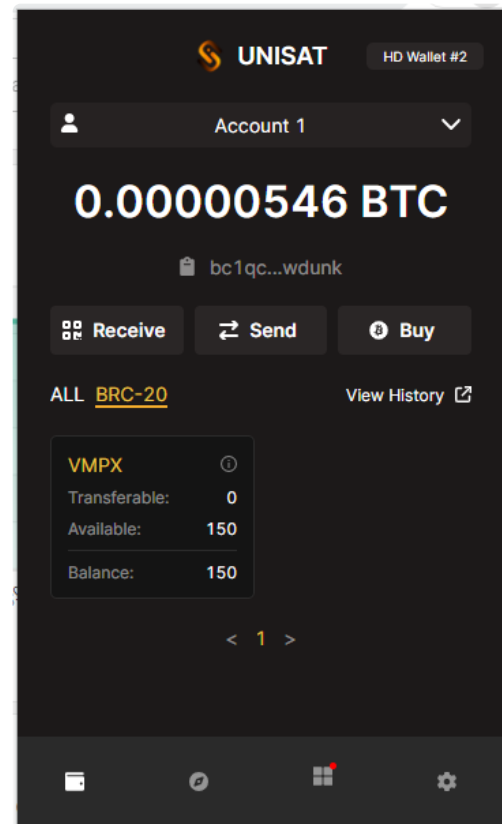 UNISAT
HD Wallet #2
Account 1
0.00000546 BTC
bc1qc...wdunk
Receive
Send
Buy
ALL BRC-20
View History
VMPX
Transferable: 0
Available: 150
Balance: 150
< 1 >